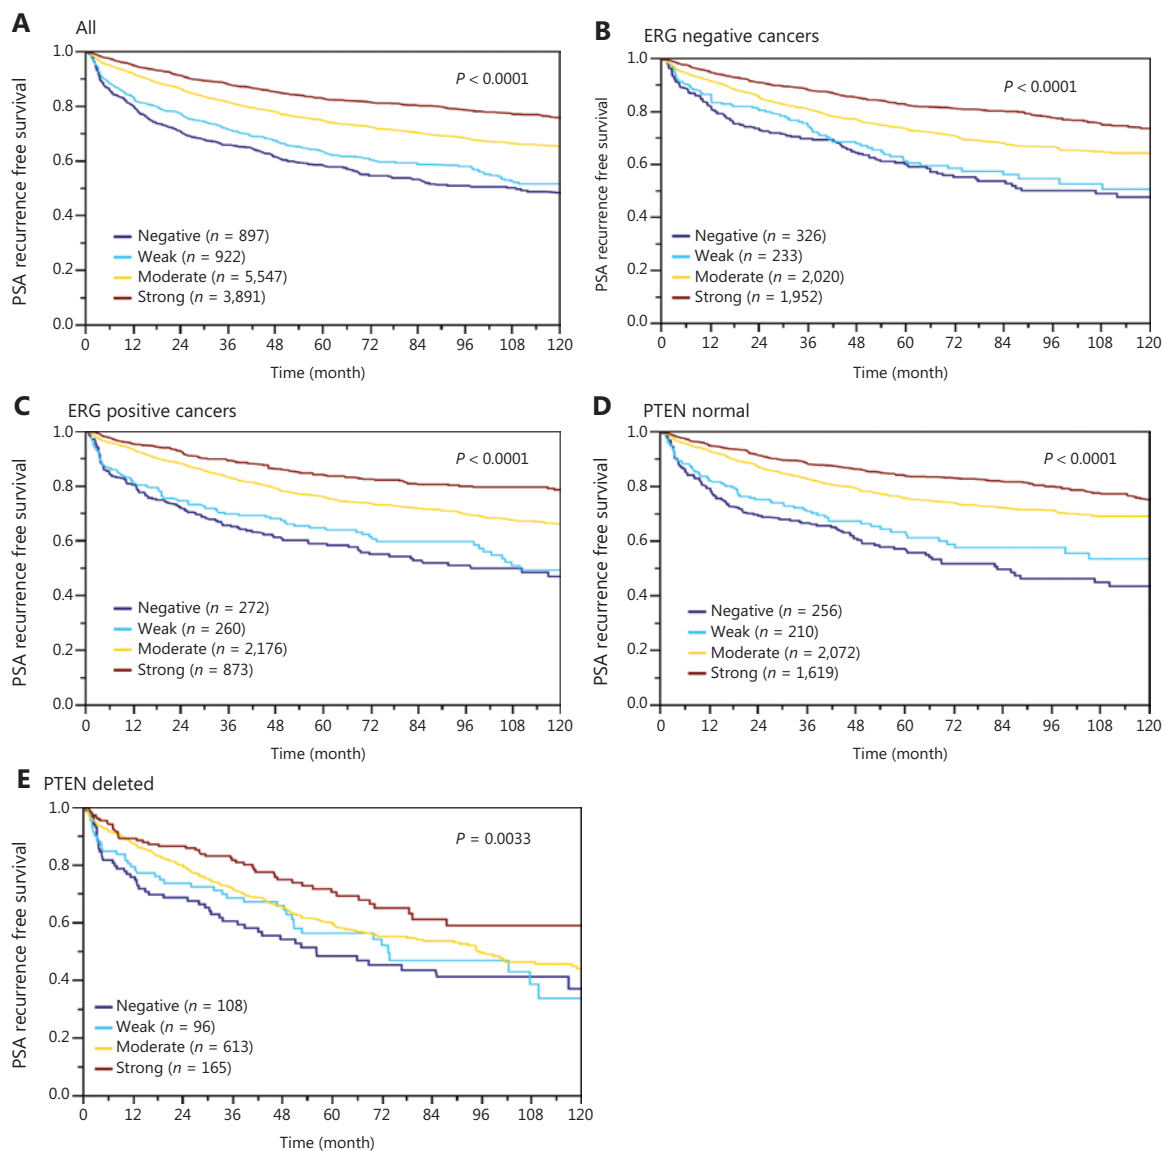 A
All
P < 0.0001
PSA recurrence free survival
1.0
0.8
0.6
0.4
0.2
0.0
Negative (n = 897)
Weak (n = 922)
Moderate (n = 5,547)
Strong (n = 3,891)
0 12 24 36 48 60 72 84 96 108 120
Time (month)
B
ERG negative cancers
P < 0.0001
PSA recurrence free survival
1.0
0.8
0.6
0.4
0.2
0.0
Negative (n = 326)
Weak (n = 233)
Moderate (n = 2,020)
Strong (n = 1,952)
0 12 24 36 48 60 72 84 96 108 120
Time (month)
C
ERG positive cancers
P < 0.0001
PSA recurrence free survival
1.0
0.8
0.6
0.4
0.2
0.0
Negative (n = 272)
Weak (n = 260)
Moderate (n = 2,176)
Strong (n = 873)
0 12 24 36 48 60 72 84 96 108 120
Time (month)
D
PTEN normal
P < 0.0001
PSA recurrence free survival
1.0
0.8
0.6
0.4
0.2
0.0
Negative (n = 256)
Weak (n = 210)
Moderate (n = 2,072)
Strong (n = 1,619)
0 12 24 36 48 60 72 84 96 108 120
Time (month)
E
PTEN deleted
P = 0.0033
PSA recurrence free survival
1.0
0.8
0.6
0.4
0.2
0.0
Negative (n = 108)
Weak (n = 96)
Moderate (n = 613)
Strong (n = 165)
0 12 24 36 48 60 72 84 96 108 120
Time (month)